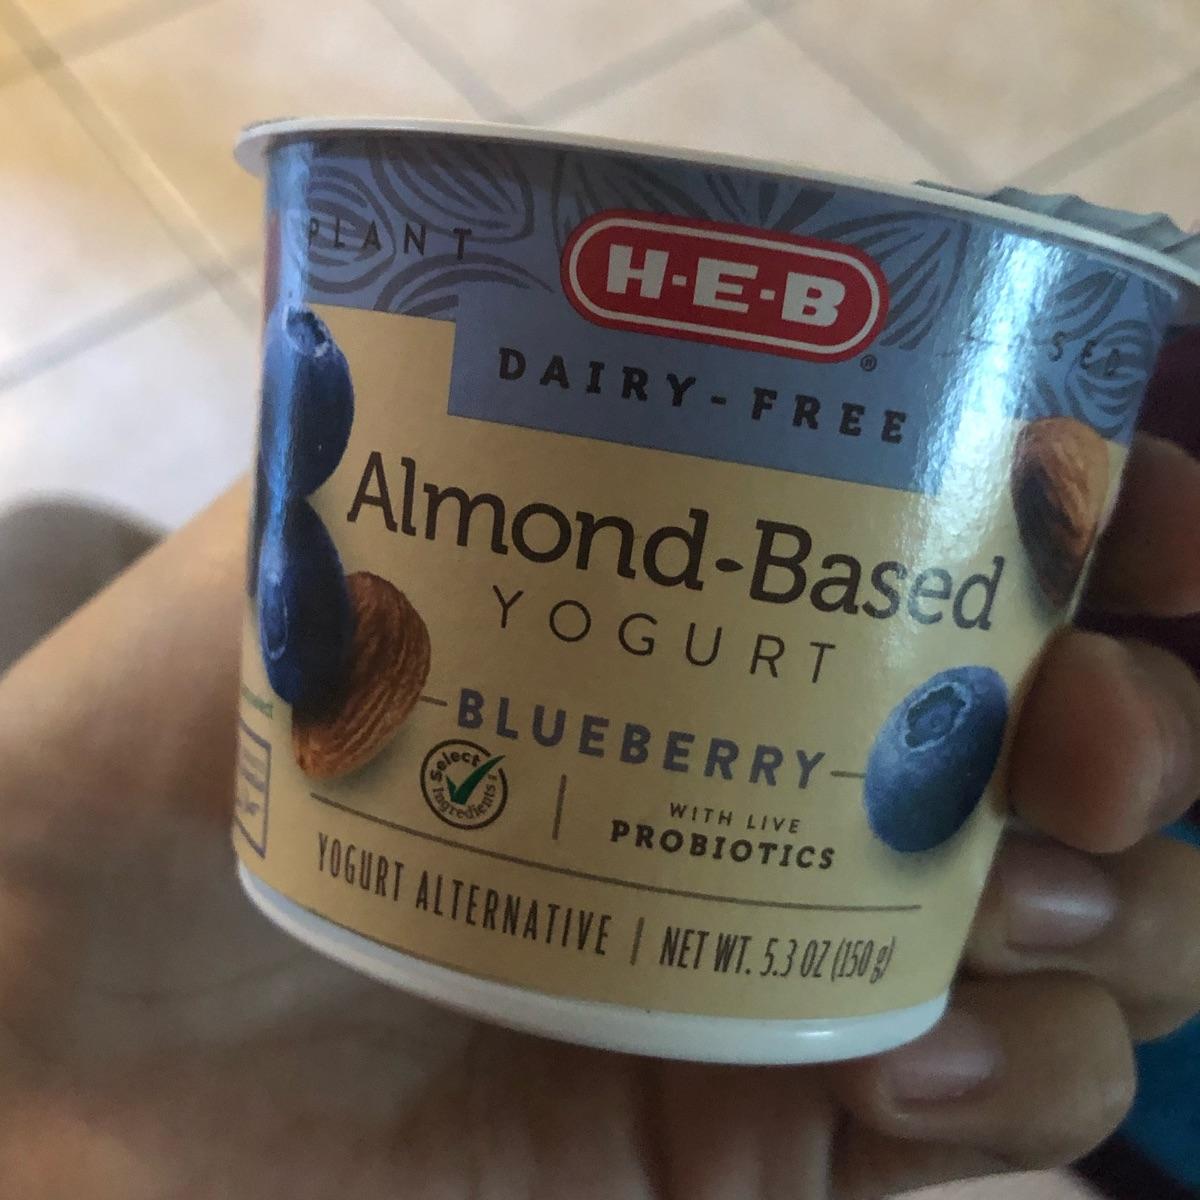 PLANT
H-E-B®
DAIRY-FREE
Almond-Based
YOGURT
BLUEBERRY
Select
Ingredients
WITH LIVE
PROBIOTICS
YOGURT ALTERNATIVE | NET WT. 5.3 OZ (150 g)